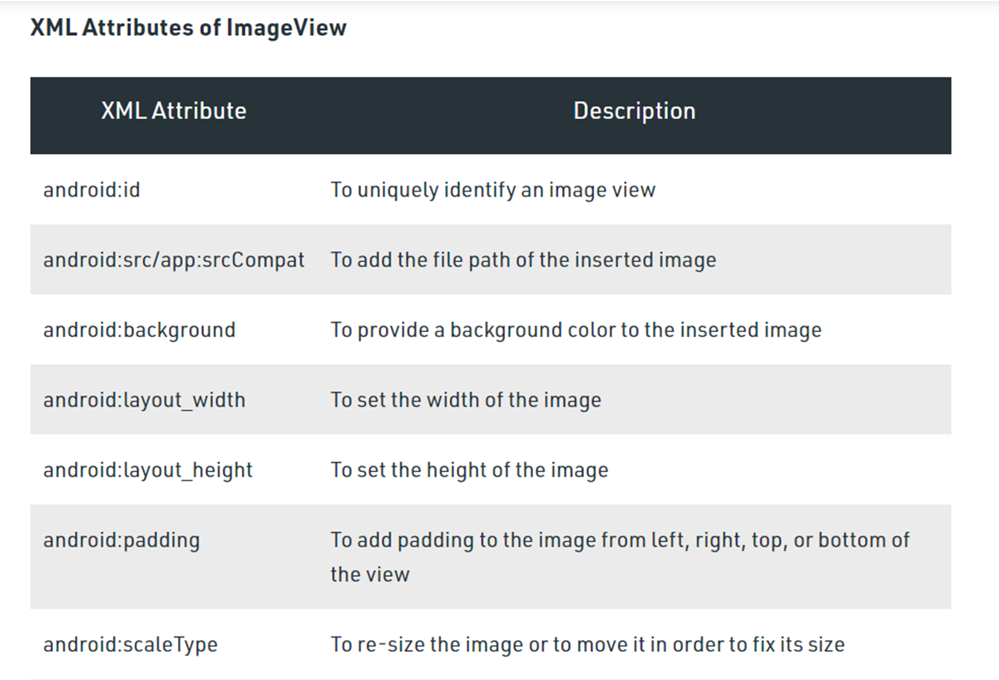 XML Attributes of ImageView
XML Attribute Description
android:id To uniquely identify an image view
android:src/app:srcCompat To add the file path of the inserted image
android:background To provide a background color to the inserted image
android:layout_width To set the width of the image
android:layout_height To set the height of the image
android:padding To add padding to the image from left, right, top, or bottom of
the view
android:scaleType To re-size the image or to move it in order to fix its size